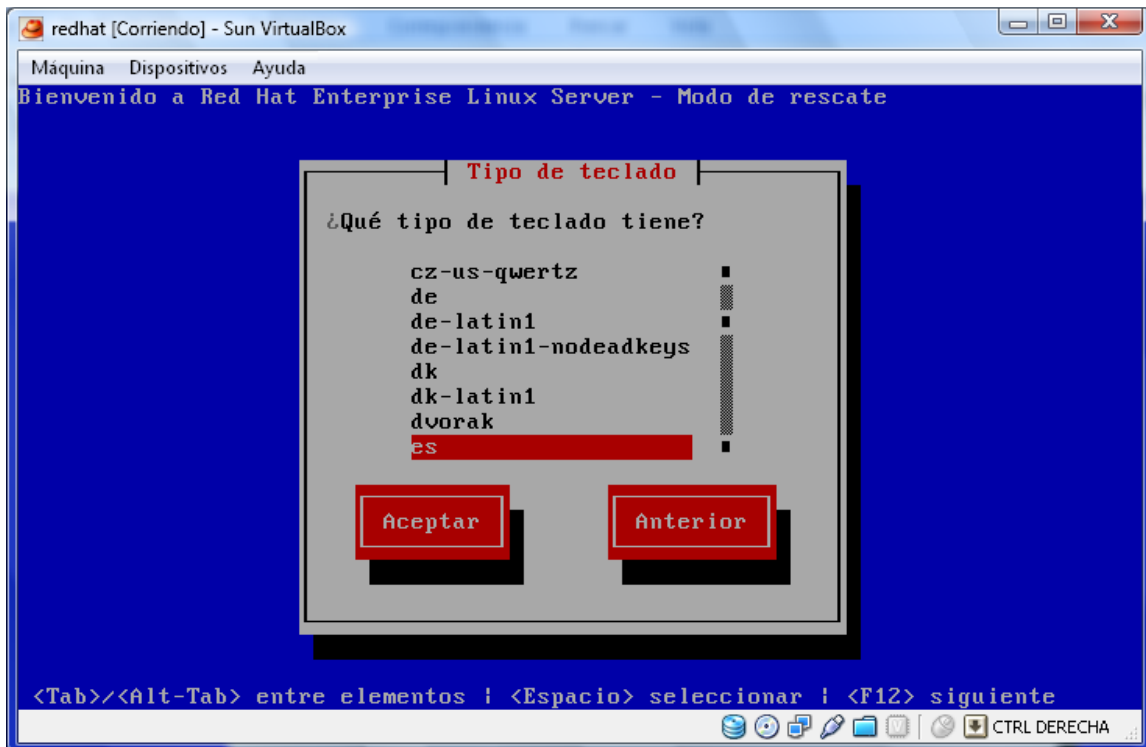 redhat [Corriendo] - Sun VirtualBox
Máquina Dispositivos Ayuda
Bienvenido a Red Hat Enterprise Linux Server - Modo de rescate
Tipo de teclado
¿Qué tipo de teclado tiene?
cz-us-qwertz
de
de-latin1
de-latin1-nodeadkeys
dk
dk-latin1
dvorak
es
Aceptar Anterior
<Tab>/<Alt-Tab> entre elementos ¦ <Espacio> seleccionar ¦ <F12> siguiente
CTRL DERECHA